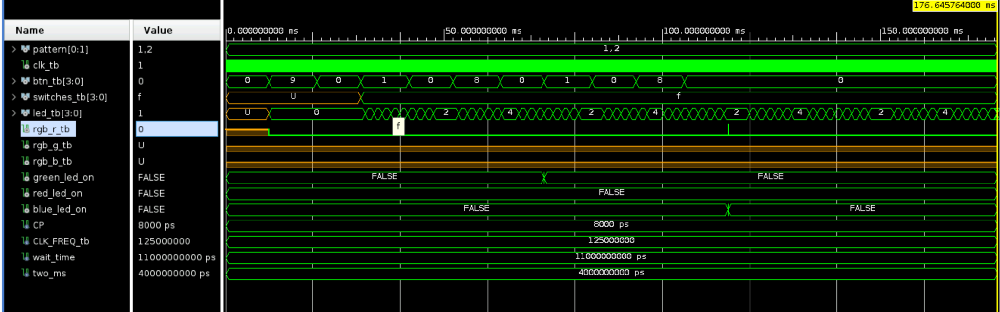 176.645764000 ms
Name Value 0.000000000 ms 50.000000000 ms 100.000000000 ms 150.000000000 ms
pattern[0:1] 1,2 1,2
clk_tb 1
btn_tb[3:0] 0 0 9 0 1 0 8 0 1 0 8 0
switches_tb[3:0] f U f
led_tb[3:0] 1 U 0 2 4 2 4 2 4 2 4
rgb_r_tb 0 f
rgb_g_tb U
rgb_b_tb U
green_led_on FALSE FALSE FALSE
red_led_on FALSE FALSE
blue_led_on FALSE FALSE FALSE
CP 8000 ps 8000 ps
CLK_FREQ_tb 125000000 125000000
wait_time 11000000000 ps 11000000000 ps
two_ms 4000000000 ps 4000000000 ps